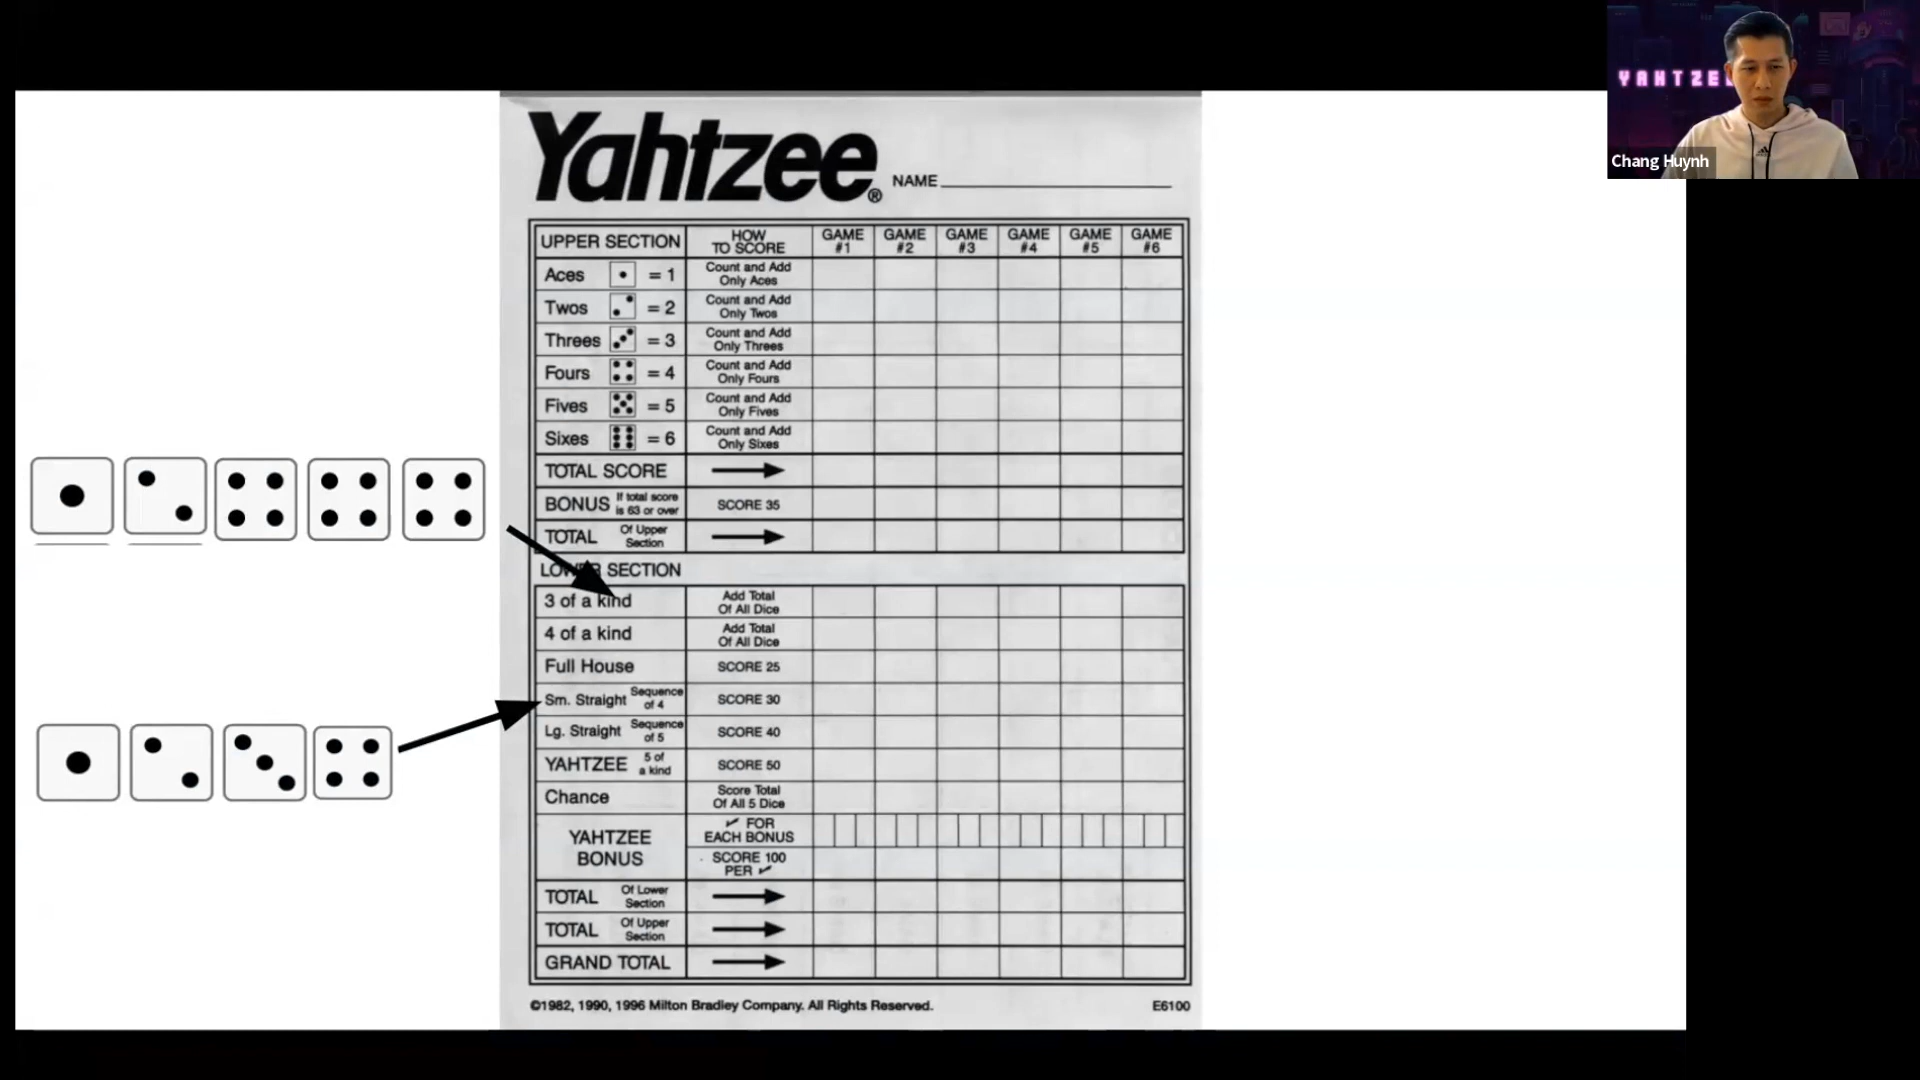 YAHTZE
Chang Huynh
Yahtzee® NAME
UPPER SECTION HOW TO SCORE GAME #1 GAME #2 GAME #3 GAME #4 GAME #5 GAME #6
Aces = 1 Count and Add Only Aces
Twos = 2 Count and Add Only Twos
Threes = 3 Count and Add Only Threes
Fours = 4 Count and Add Only Fours
Fives = 5 Count and Add Only Fives
Sixes = 6 Count and Add Only Sixes
TOTAL SCORE
BONUS If total score is 63 or over SCORE 35
TOTAL Of Upper Section
LOWER SECTION
3 of a kind Add Total Of All Dice
4 of a kind Add Total Of All Dice
Full House SCORE 25
Sm. Straight Sequence of 4 SCORE 30
Lg. Straight Sequence of 5 SCORE 40
YAHTZEE 5 of a kind SCORE 50
Chance Score Total Of All 5 Dice
YAHTZEE BONUS ✓ FOR EACH BONUS
SCORE 100 PER ✓
TOTAL Of Lower Section
TOTAL Of Upper Section
GRAND TOTAL
©1982, 1990, 1996 Milton Bradley Company. All Rights Reserved. E6100